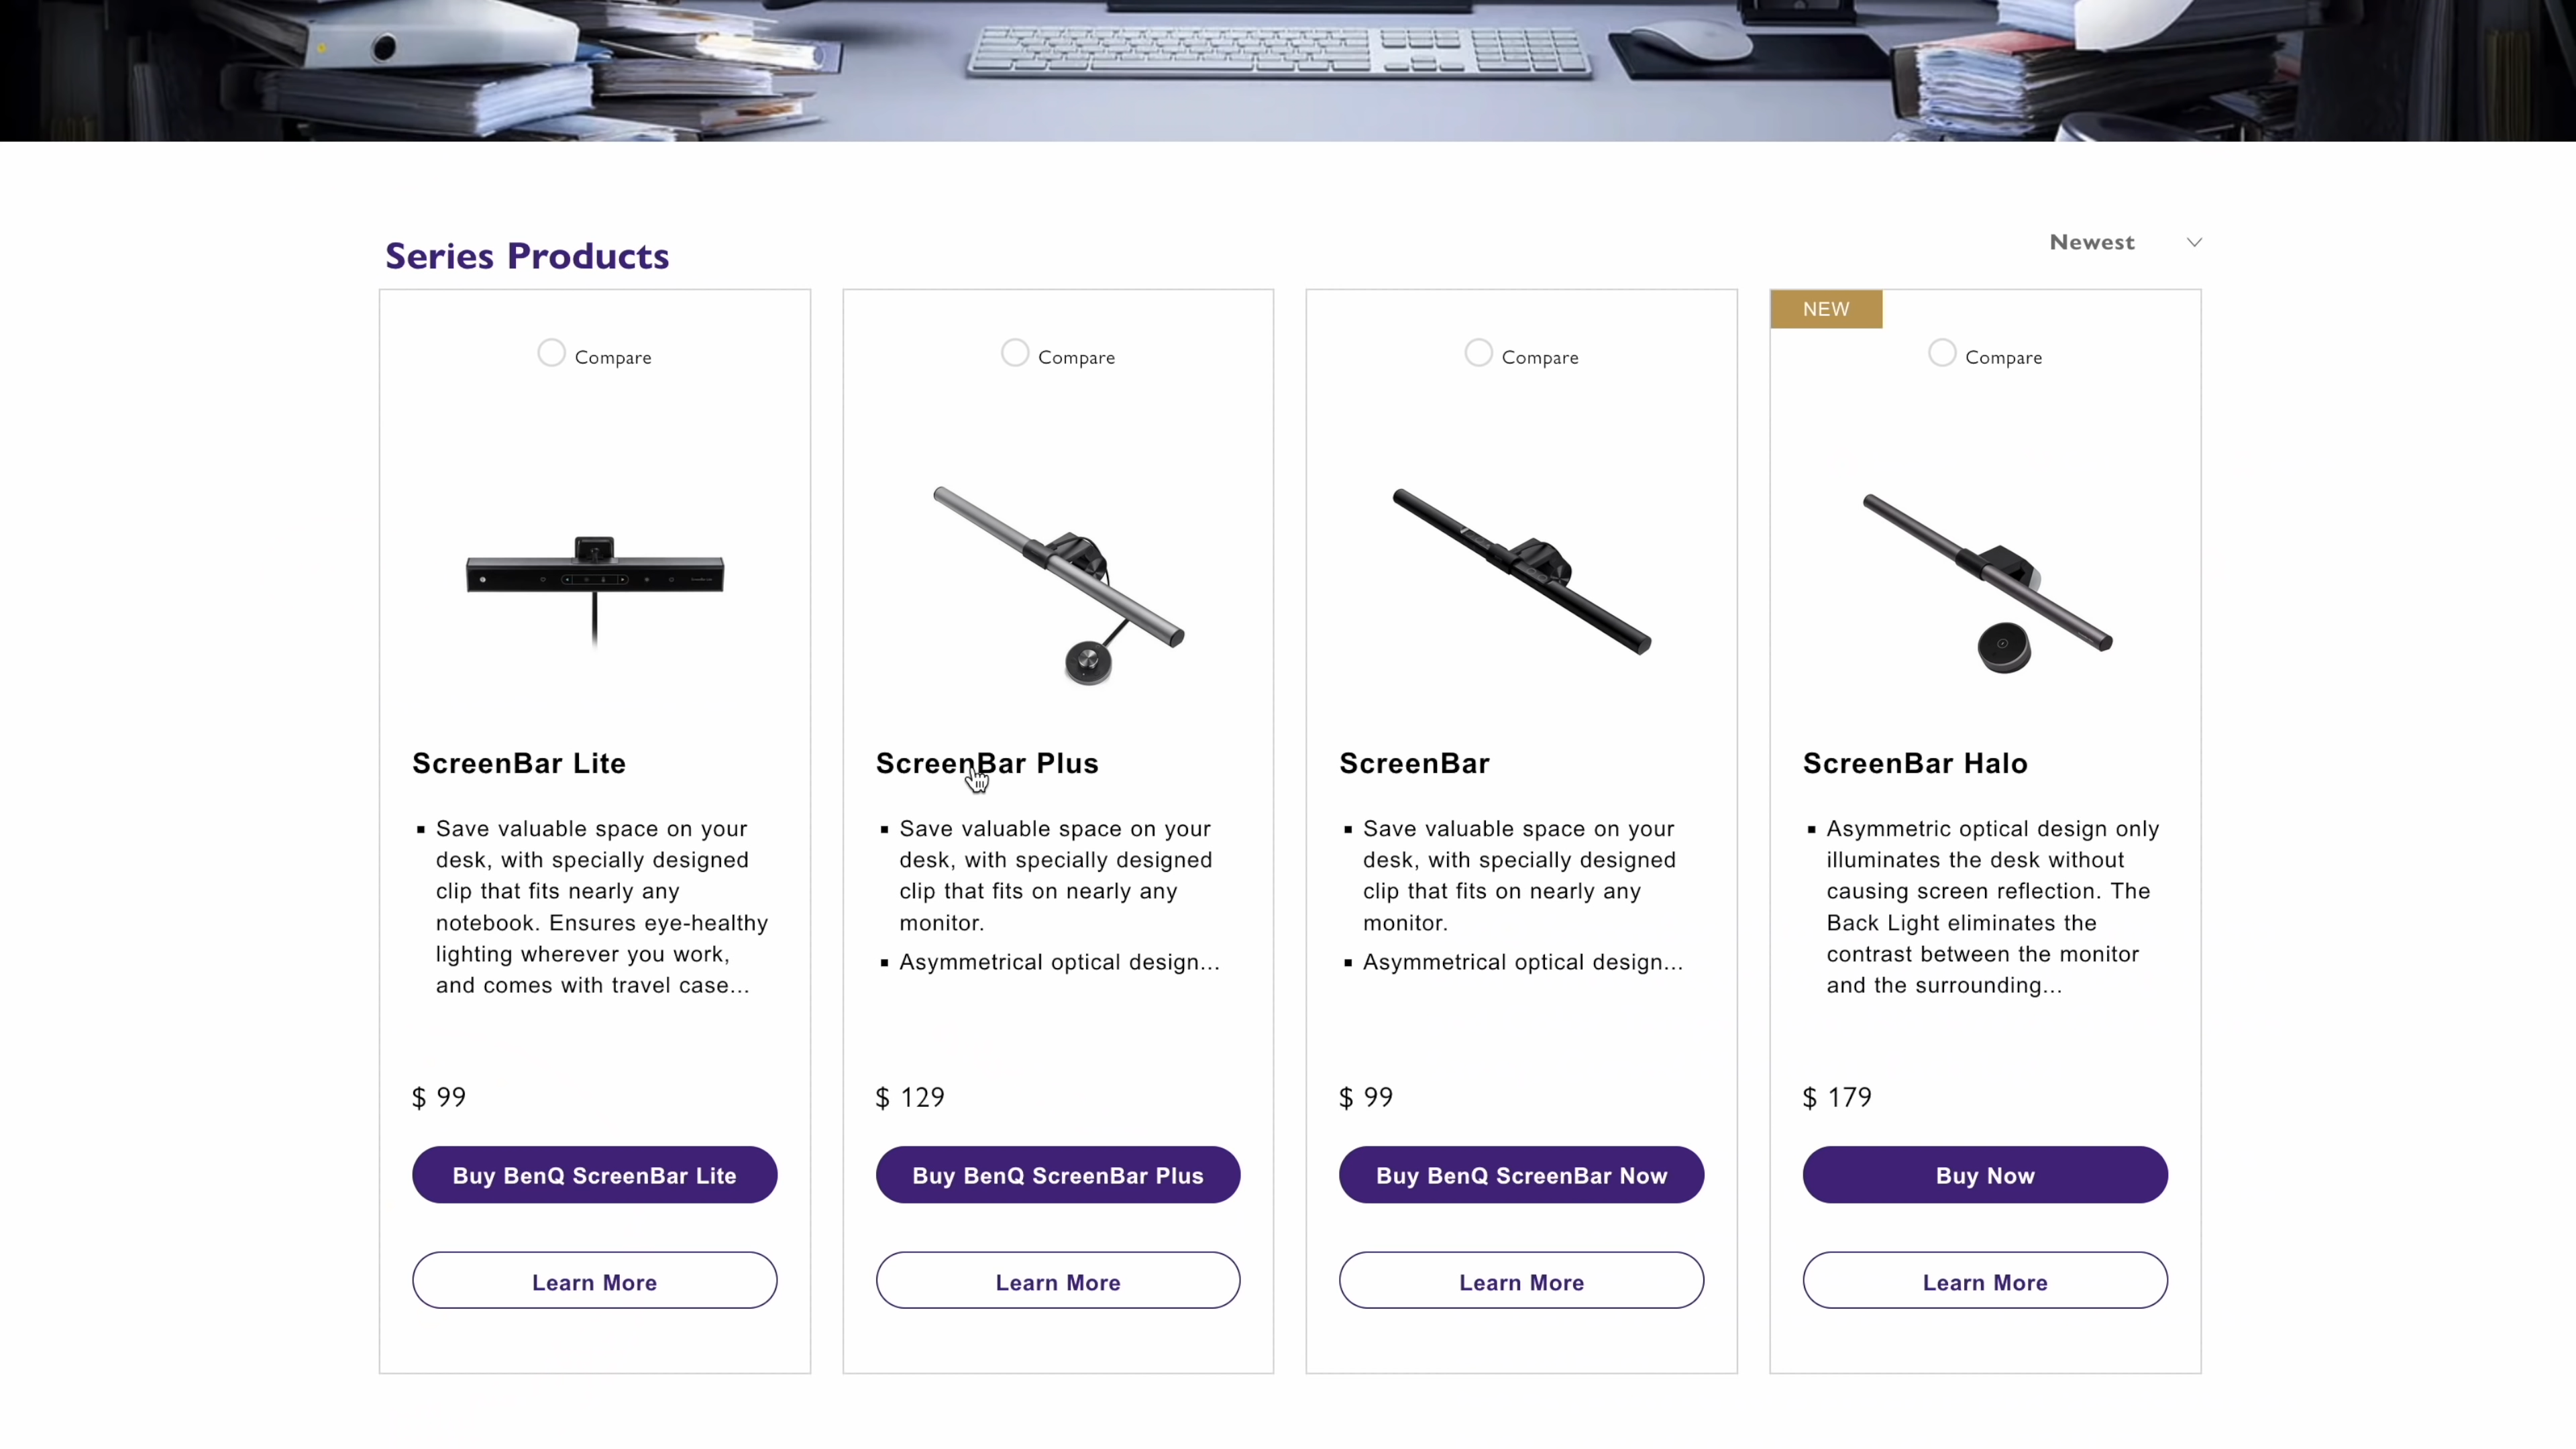 Series Products
Newest
Compare
ScreenBar Lite
Save valuable space on your
desk, with specially designed
clip that fits nearly any
notebook. Ensures eye-healthy
lighting wherever you work,
and comes with travel case...
$ 99
Buy BenQ ScreenBar Lite
Learn More
Compare
ScreenBar Plus
Save valuable space on your
desk, with specially designed
clip that fits on nearly any
monitor.
Asymmetrical optical design...
$ 129
Buy BenQ ScreenBar Plus
Learn More
Compare
ScreenBar
Save valuable space on your
desk, with specially designed
clip that fits on nearly any
monitor.
Asymmetrical optical design...
$ 99
Buy BenQ ScreenBar Now
Learn More
NEW
Compare
ScreenBar Halo
Asymmetric optical design only
illuminates the desk without
causing screen reflection. The
Back Light eliminates the
contrast between the monitor
and the surrounding...
$ 179
Buy Now
Learn More